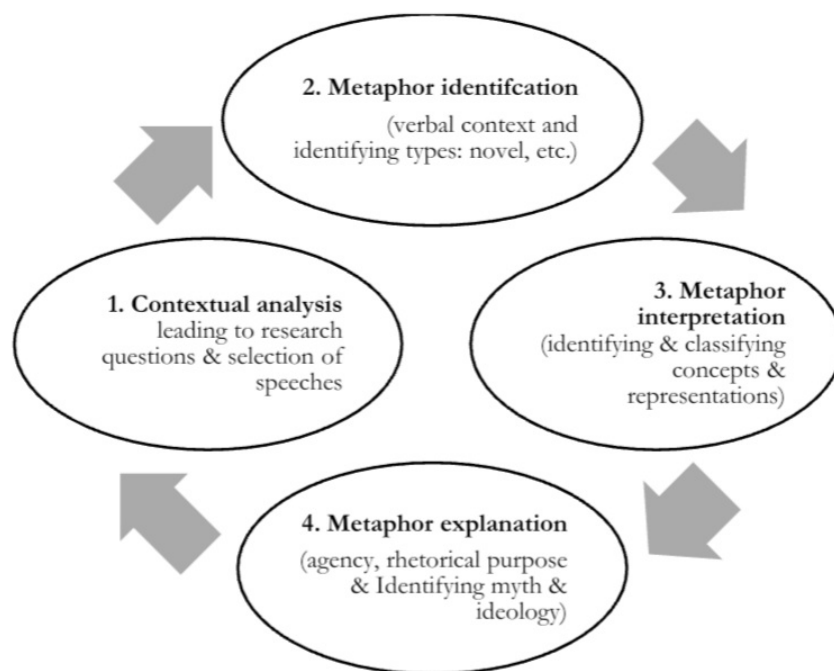 2. Metaphor identifcation
(verbal context and
identifying types: novel, etc.)
1. Contextual analysis
leading to research
questions & selection of
speeches
3. Metaphor
interpretation
(identifying & classifying
concepts &
representations)
4. Metaphor explanation
(agency, rhetorical purpose
& Identifying myth &
ideology)